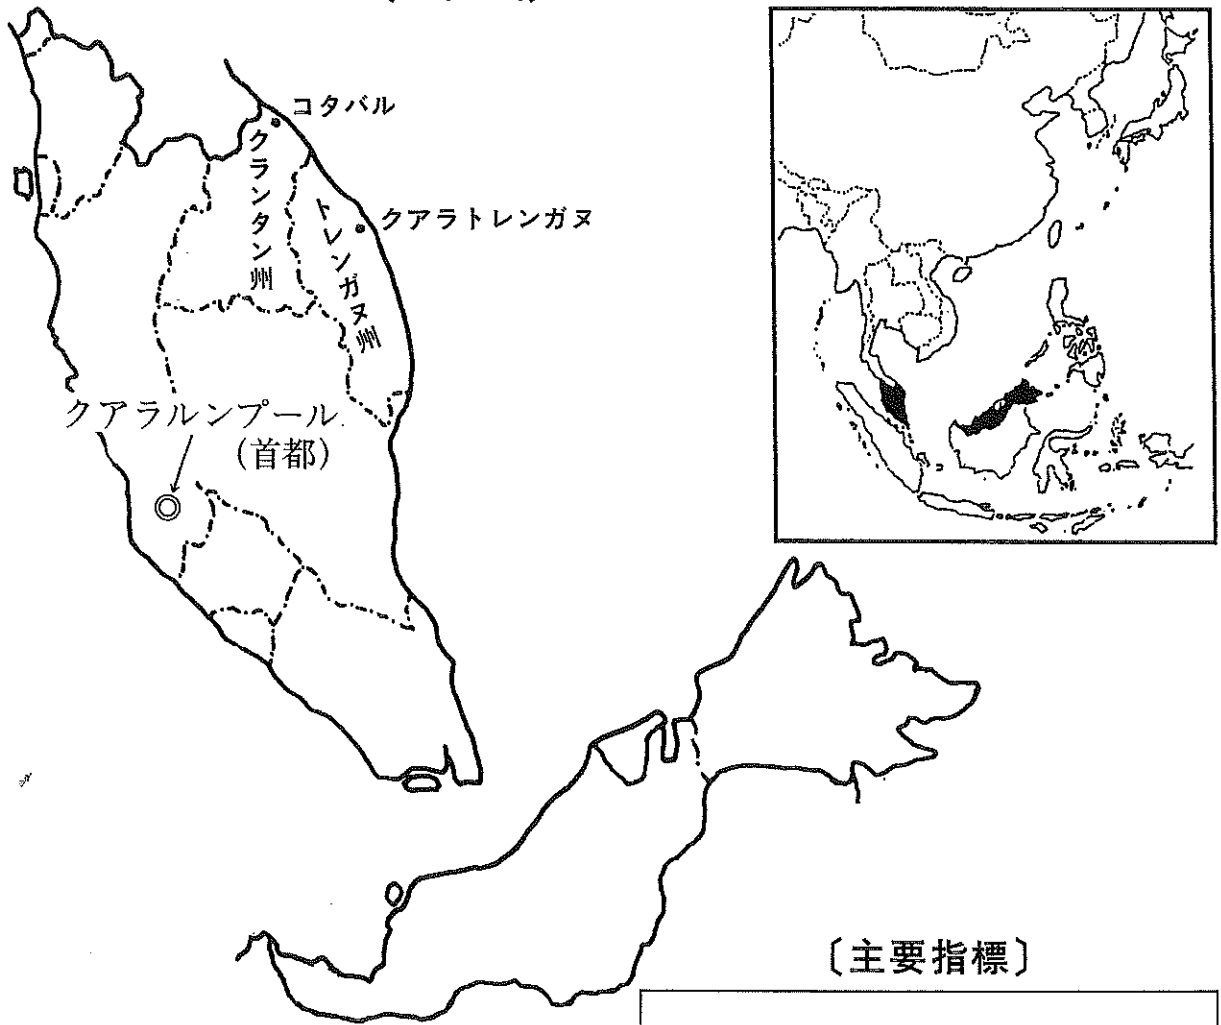 コタバル
クランタン州
トレンガヌ州
クアラトレンガヌ
クアラルンプール
(首都)
〔主要指標〕